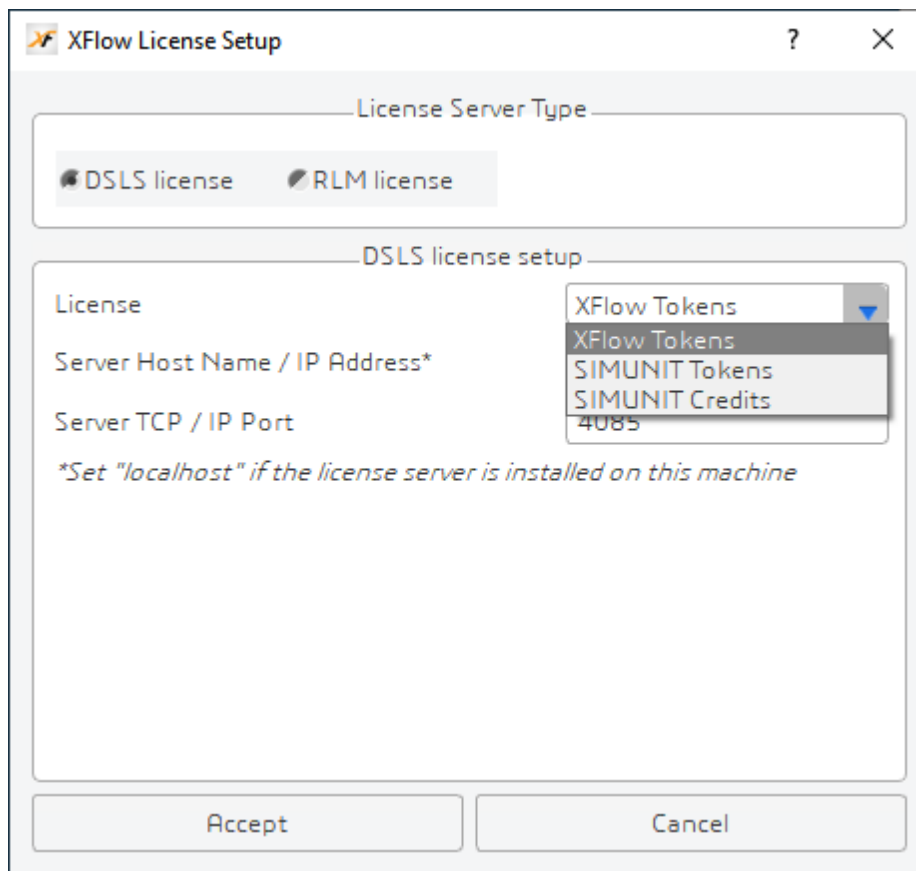 XF XFlow License Setup ? X
License Server Type
DSLS license RLM license
DSLS license setup
License XFlow Tokens
XFlow Tokens
Server Host Name / IP Address*
SIMUNIT Tokens
SIMUNIT Credits
Server TCP / IP Port 4085
*Set "localhost" if the license server is installed on this machine
Accept Cancel